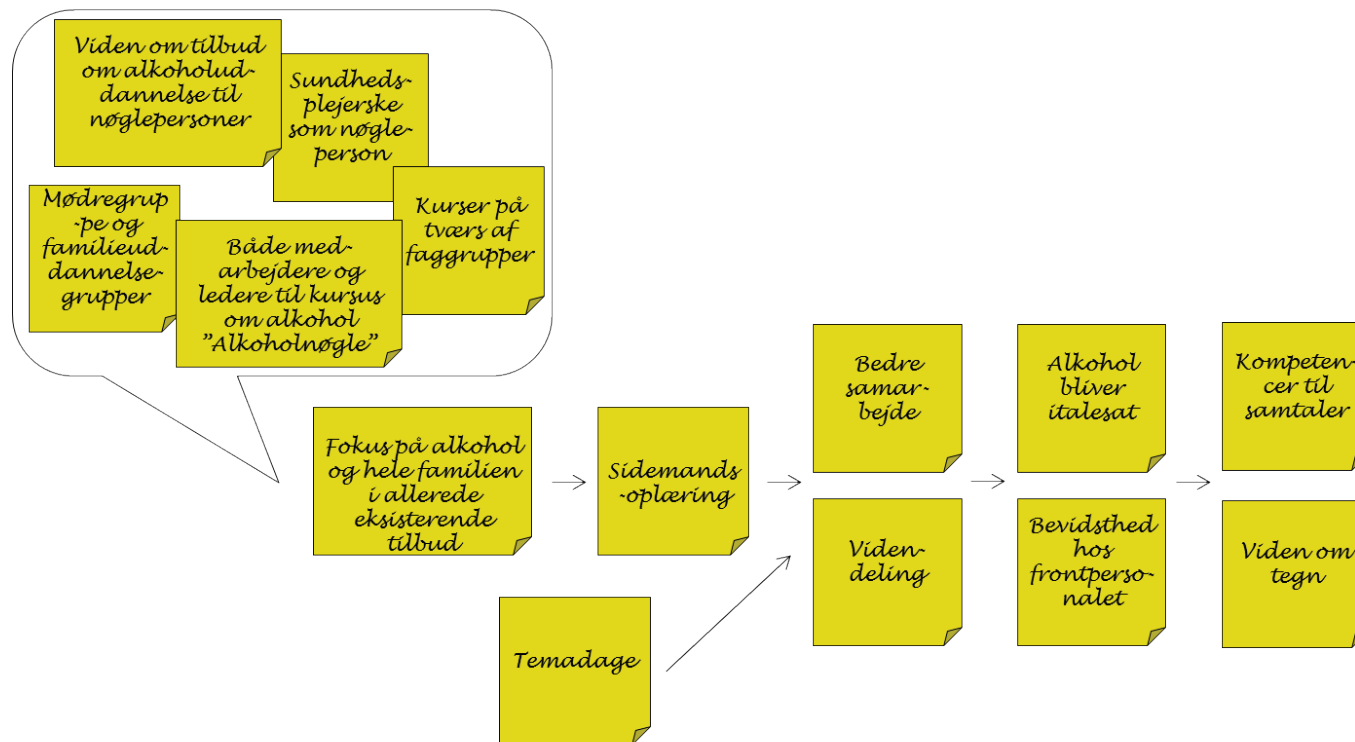 Viden om tilbud
om alkoholud-
dannelse til
nøglepersoner
Sundheds-
plejerske
som nøgle-
person
Kurser på
tværs af
faggrupper
Mødregrup
-pe og
familieud-
dannelse-
grupper
Både med-
arbejdere og
ledere til kursus
om alkohol
”Alkoholnøgle”
Fokus på alkohol
og hele familien
i allerede
eksisterende
tilbud
Sidemands
-oplæring
Temadage
Bedre
samar-
bejde
Viden-
deling
Alkohol
bliver
italesat
Bevidsthed
hos
frontperso-
nalet
Kompeten-
cer til
samtaler
Viden om
tegn